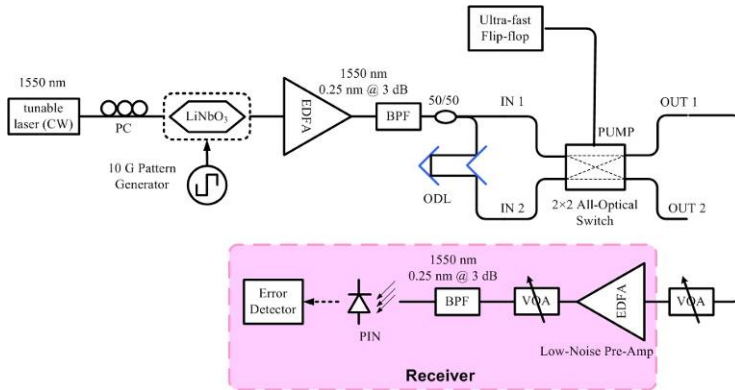 Ultra-fast
Flip-flop
1550 nm
tunable
laser (CW)
PC
LiNbO3
10 G Pattern
Generator
EDFA
1550 nm
0.25 nm @ 3 dB
BPF
50/50
ODL
IN 1
IN 2
PUMP
2×2 All-Optical
Switch
OUT 1
OUT 2
Error
Detector
PIN
1550 nm
0.25 nm @ 3 dB
BPF
VOA
EDFA
Low-Noise Pre-Amp
VOA
Receiver